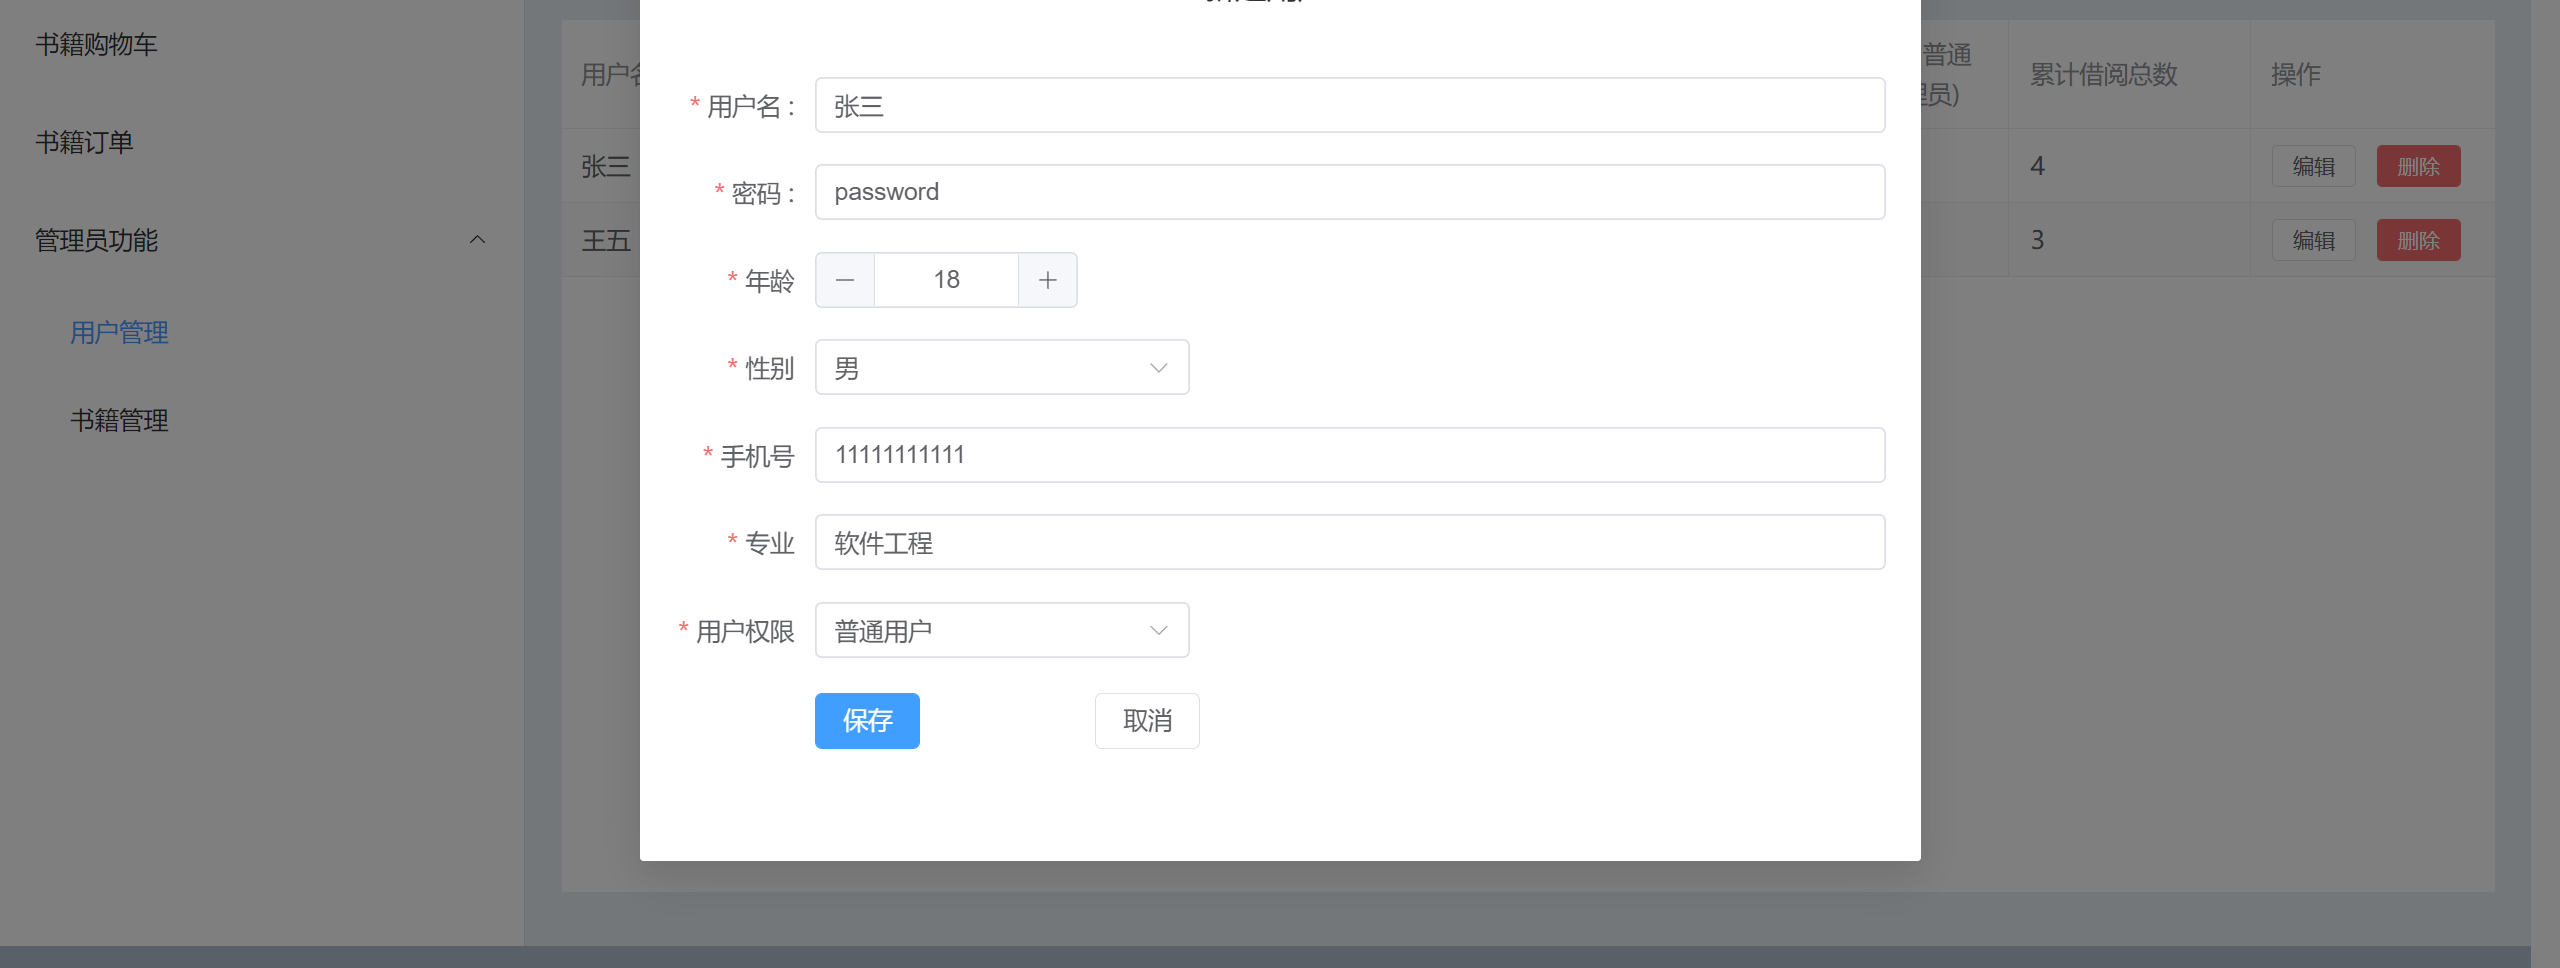 书籍购物车
书籍订单
管理员功能
用户管理
书籍管理
用户名
普通
理员)
累计借阅总数
操作
张三
4
编辑
删除
王五
3
编辑
删除
* 用户名 :
张三
* 密码 :
password
* 年龄
18
* 性别
男
* 手机号
11111111111
* 专业
软件工程
* 用户权限
普通用户
保存
取消